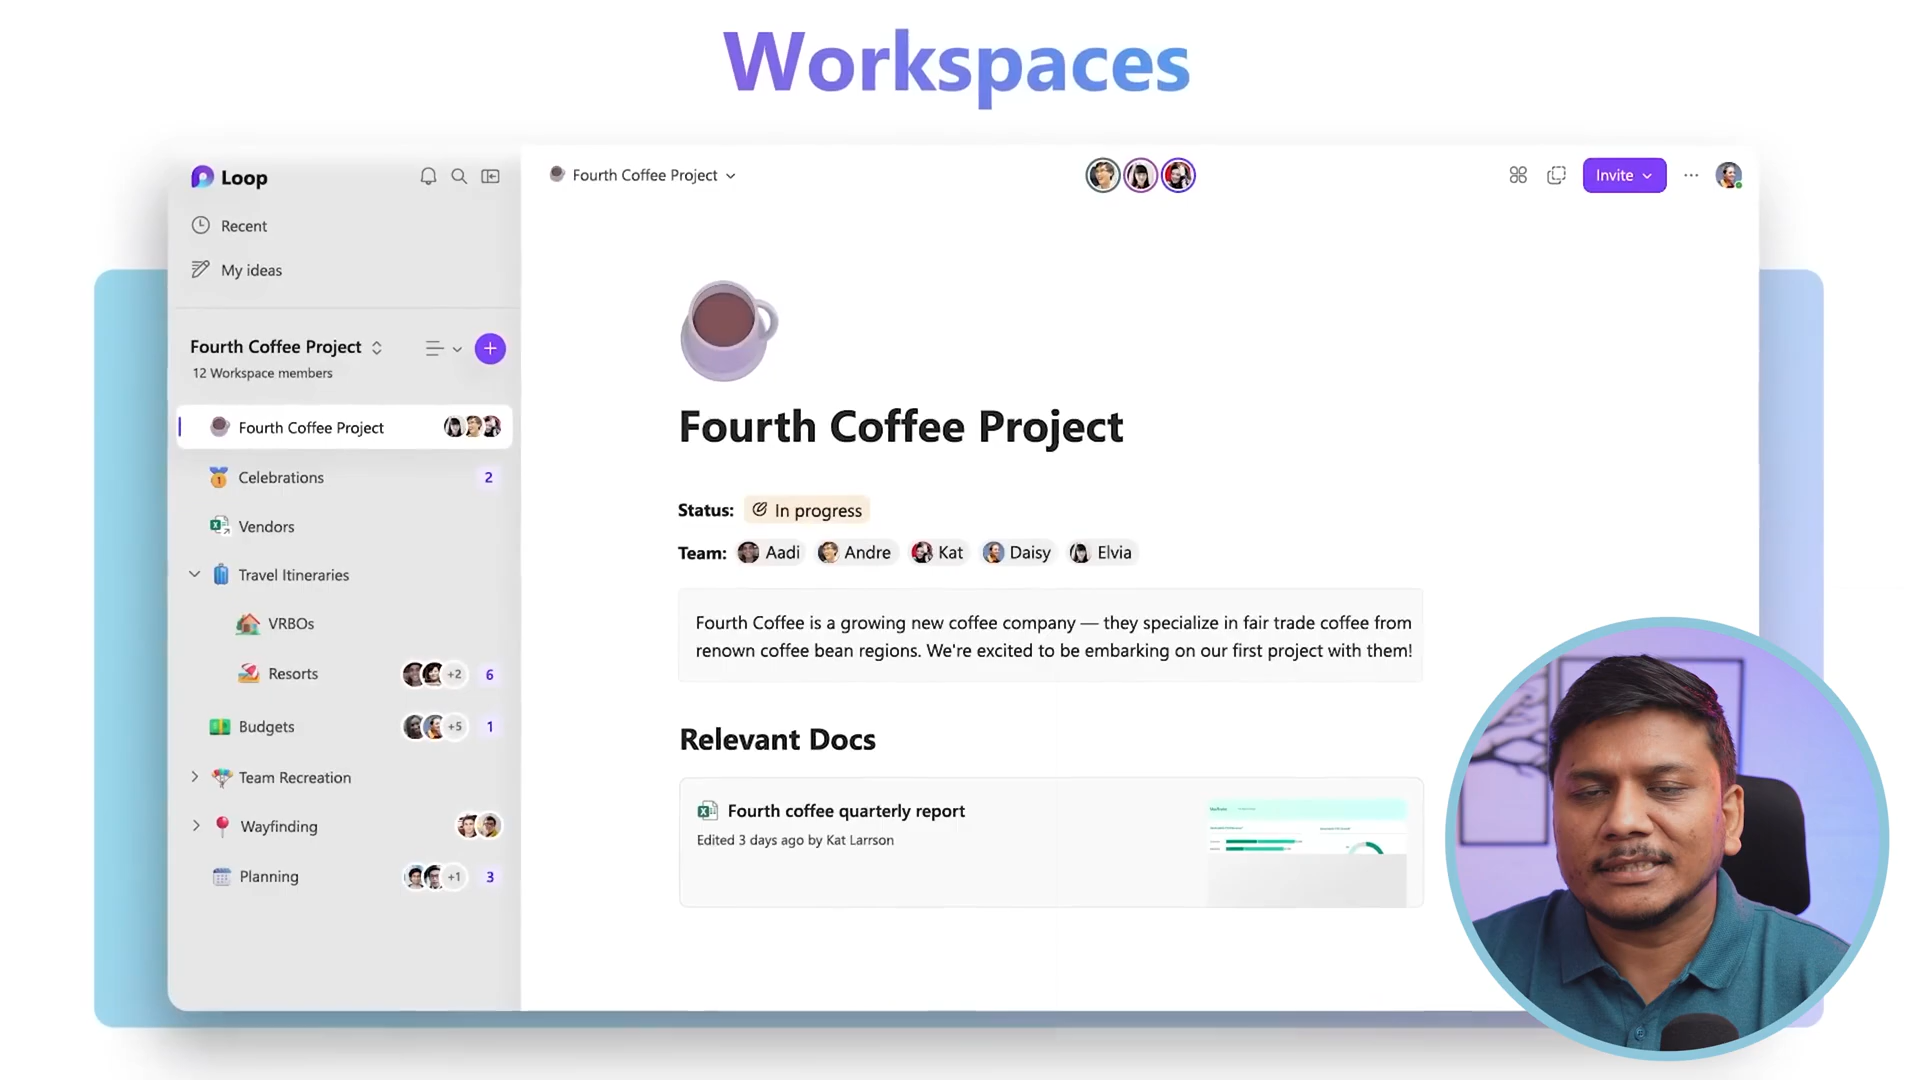 Workspaces
Loop
Recent
My ideas
Fourth Coffee Project
12 Workspace members
Fourth Coffee Project
Celebrations 2
Vendors
Travel Itineraries
VRBOs
Resorts +2 6
Budgets +5 1
Team Recreation
Wayfinding
Planning +1 3
Fourth Coffee Project
Invite
Fourth Coffee Project
Status: In progress
Team: Aadi Andre Kat Daisy Elvia
Fourth Coffee is a growing new coffee company — they specialize in fair trade coffee from
renown coffee bean regions. We're excited to be embarking on our first project with them!
Relevant Docs
Fourth coffee quarterly report
Edited 3 days ago by Kat Larrson